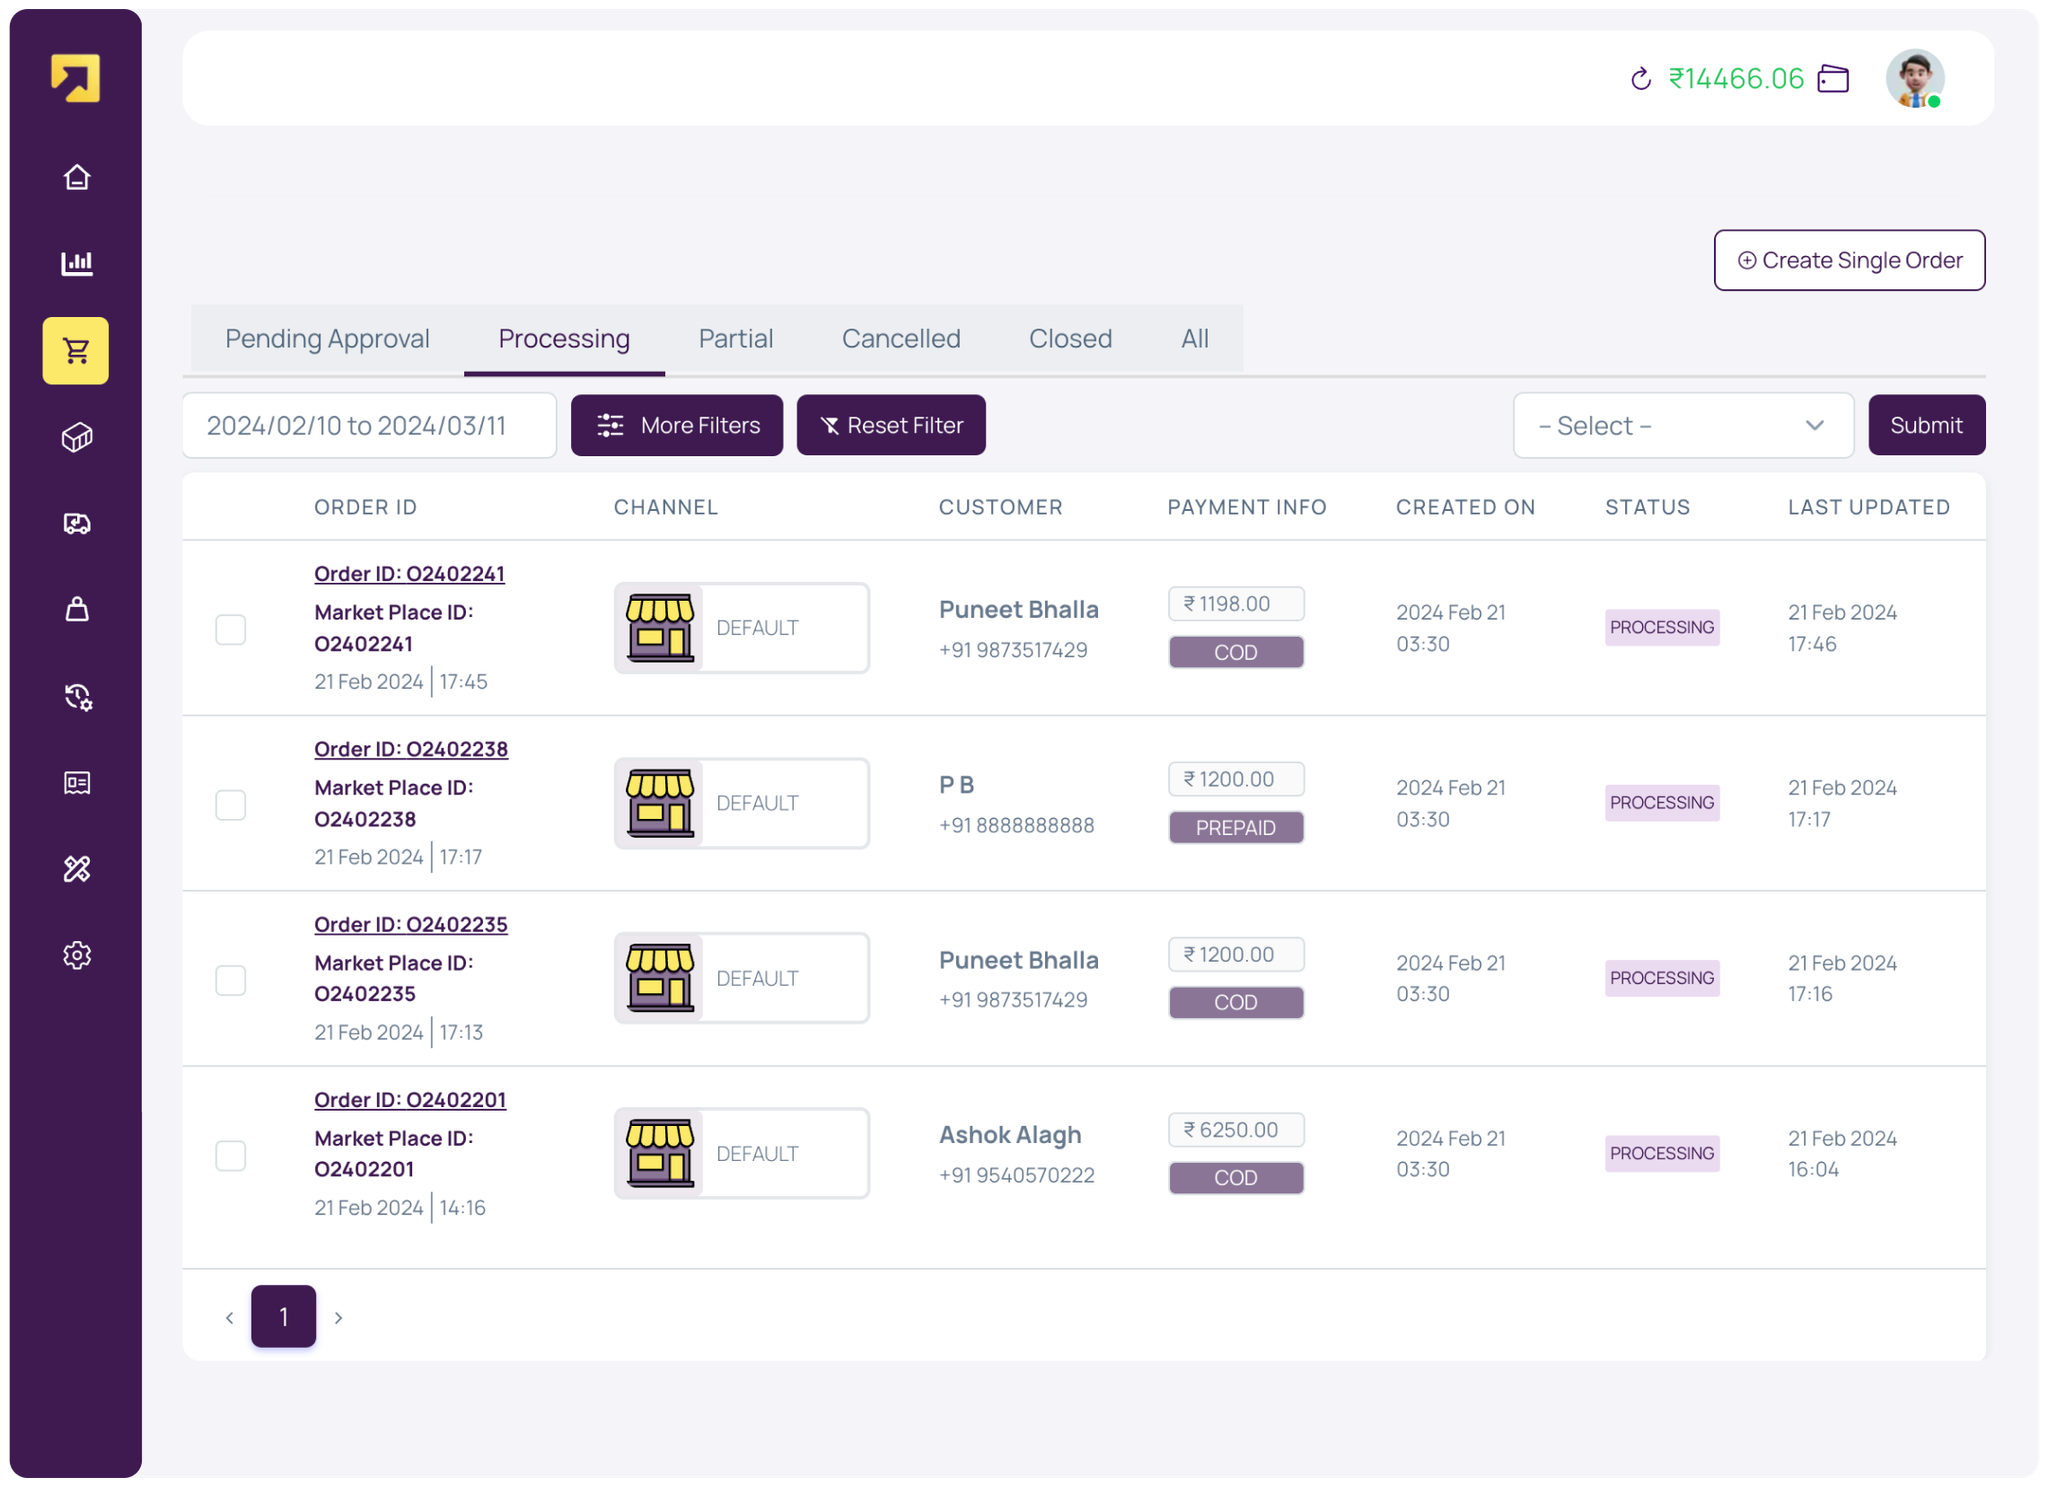 ₹14466.06
Create Single Order
Pending Approval Processing Partial Cancelled Closed All
2024/02/10 to 2024/03/11 More Filters Reset Filter – Select – Submit
ORDER ID CHANNEL CUSTOMER PAYMENT INFO CREATED ON STATUS LAST UPDATED
Order ID: O2402241
Market Place ID:
O2402241
21 Feb 2024 | 17:45
DEFAULT
Puneet Bhalla
+91 9873517429
₹ 1198.00
COD
2024 Feb 21
03:30
PROCESSING
21 Feb 2024
17:46
Order ID: O2402238
Market Place ID:
O2402238
21 Feb 2024 | 17:17
DEFAULT
P B
+91 8888888888
₹ 1200.00
PREPAID
2024 Feb 21
03:30
PROCESSING
21 Feb 2024
17:17
Order ID: O2402235
Market Place ID:
O2402235
21 Feb 2024 | 17:13
DEFAULT
Puneet Bhalla
+91 9873517429
₹ 1200.00
COD
2024 Feb 21
03:30
PROCESSING
21 Feb 2024
17:16
Order ID: O2402201
Market Place ID:
O2402201
21 Feb 2024 | 14:16
DEFAULT
Ashok Alagh
+91 9540570222
₹ 6250.00
COD
2024 Feb 21
03:30
PROCESSING
21 Feb 2024
16:04
1